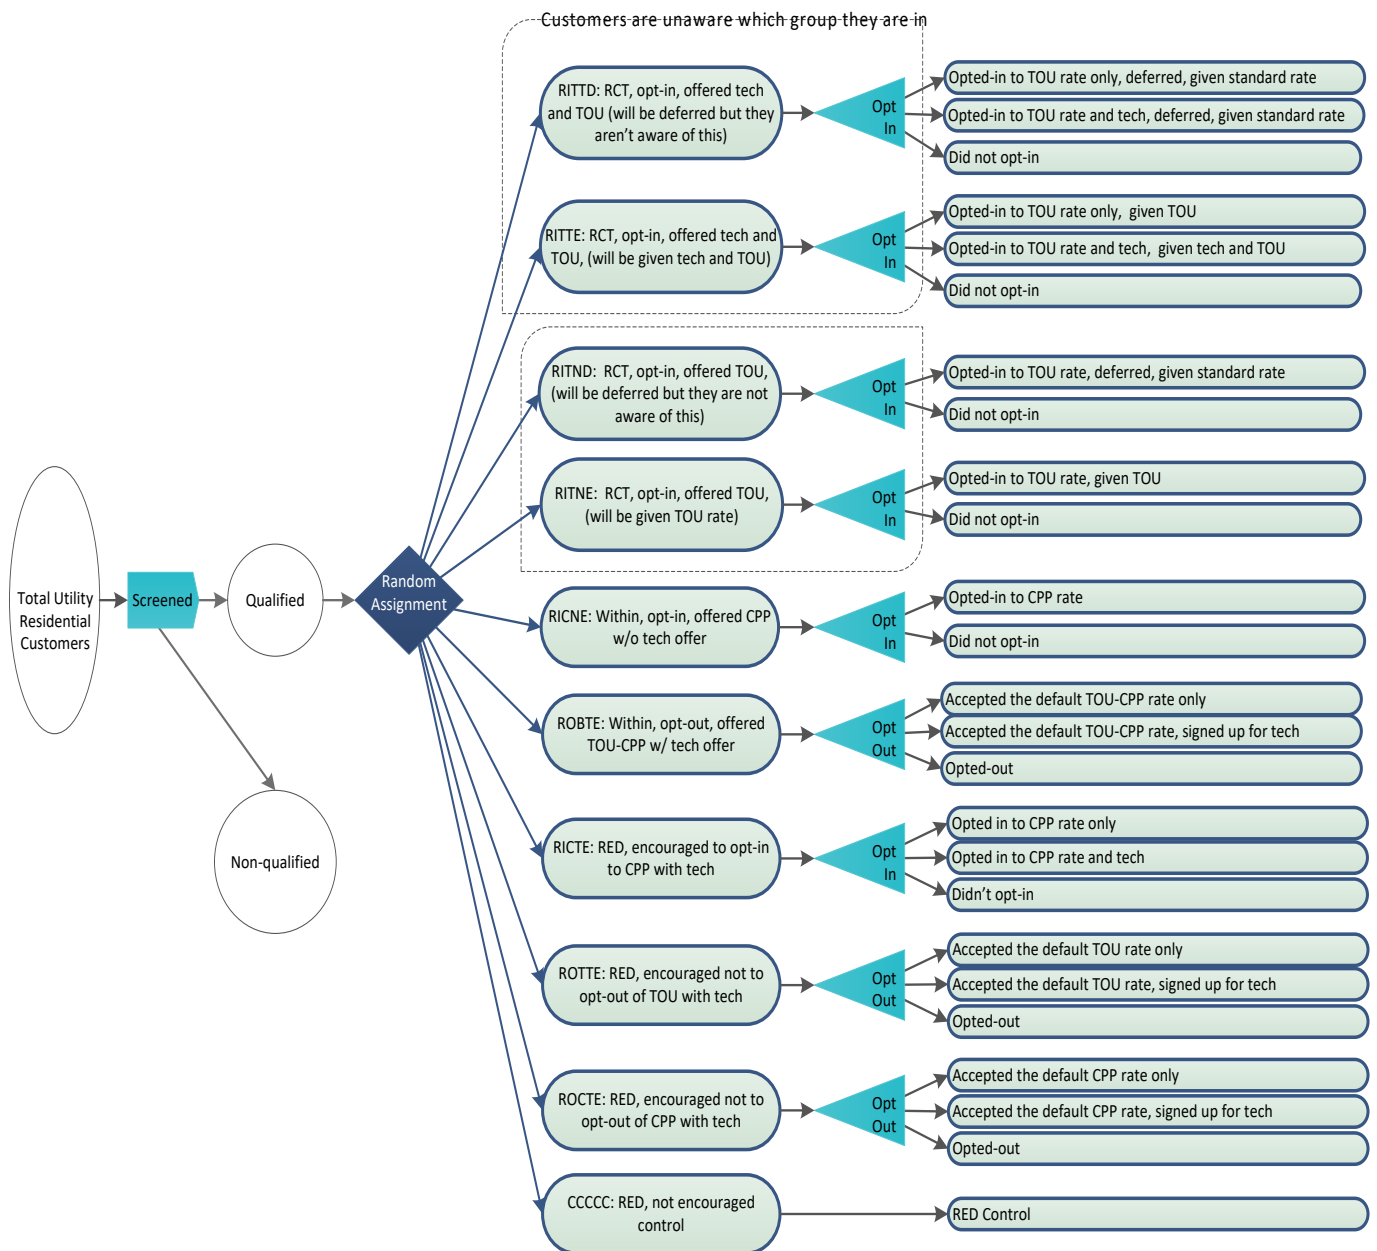 Customers are unaware which group they are in
RITTD: RCT, opt-in, offered tech
and TOU (will be deferred but they
aren't aware of this)
Opt
In
Opted-in to TOU rate only, deferred, given standard rate
Opted-in to TOU rate and tech, deferred, given standard rate
Did not opt-in
RITTE: RCT, opt-in, offered tech and
TOU, (will be given tech and TOU)
Opt
In
Opted-in to TOU rate only,  given TOU
Opted-in to TOU rate and tech,  given tech and TOU
Did not opt-in
RITND:  RCT, opt-in, offered TOU,
(will be deferred but they are not
aware of this)
Opt
In
Opted-in to TOU rate, deferred, given standard rate
Did not opt-in
RITNE:  RCT, opt-in, offered TOU,
(will be given TOU rate)
Opt
In
Opted-in to TOU rate, given TOU
Did not opt-in
Total Utility
Residential
Customers
Screened
Qualified
Random
Assignment
Non-qualified
RICNE: Within, opt-in, offered CPP
w/o tech offer
Opt
In
Opted-in to CPP rate
Did not opt-in
ROBTE: Within, opt-out, offered
TOU-CPP w/ tech offer
Opt
Out
Accepted the default TOU-CPP rate only
Accepted the default TOU-CPP rate, signed up for tech
Opted-out
RICTE: RED, encouraged to opt-in
to CPP with tech
Opt
In
Opted in to CPP rate only
Opted in to CPP rate and tech
Didn't opt-in
ROTTE: RED, encouraged not to
opt-out of TOU with tech
Opt
Out
Accepted the default TOU rate only
Accepted the default TOU rate, signed up for tech
Opted-out
ROCTE: RED, encouraged not to
opt-out of CPP with tech
Opt
Out
Accepted the default CPP rate only
Accepted the default CPP rate, signed up for tech
Opted-out
CCCCC: RED, not encouraged
control
RED Control